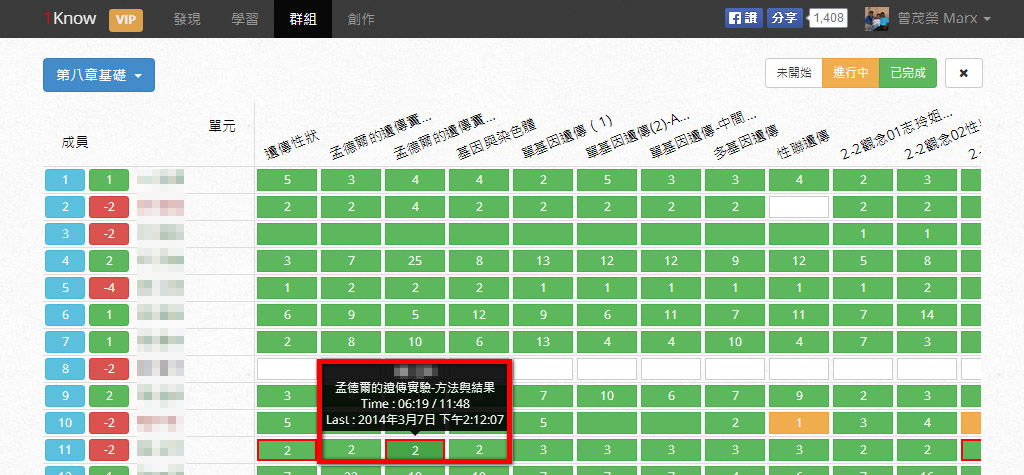 1Know VIP 發現 學習 群組 創作 讚 分享 1,408 曾茂榮 Marx
第八章基礎 未開始 進行中 已完成 ×
成員 單元 遺傳性狀 孟德爾的遺傳實... 孟德爾的遺傳實... 基因與染色體 單基因遺傳（1） 單基因遺傳(2)-A... 單基因遺傳-中間... 多基因遺傳 性聯遺傳 2-2觀念01志玲姐... 2-2觀念02性
1 1 5 3 4 4 2 5 3 3 4 2 3
2 -2 2 2 4 2 2 2 2 2 2 2
3 -2 1 1
4 2 3 7 25 8 13 12 12 9 12 5 8
5 -4 1 2 2 2 1 1 1 1 1 1 2
6 1 6 9 5 12 9 6 11 7 11 7 14
7 1 2 8 10 6 13 4 4 10 4 7 3
8 -2
9 2 3 7 10 6 7 9 2 3
10 -2 5 5 2 1 3 4
孟德爾的遺傳實驗-方法與結果
Time : 06:19 / 11:48
Last : 2014年3月7日 下午2:12:07
11 -2 2 2 2 2 3 3 3 3 3 2 2